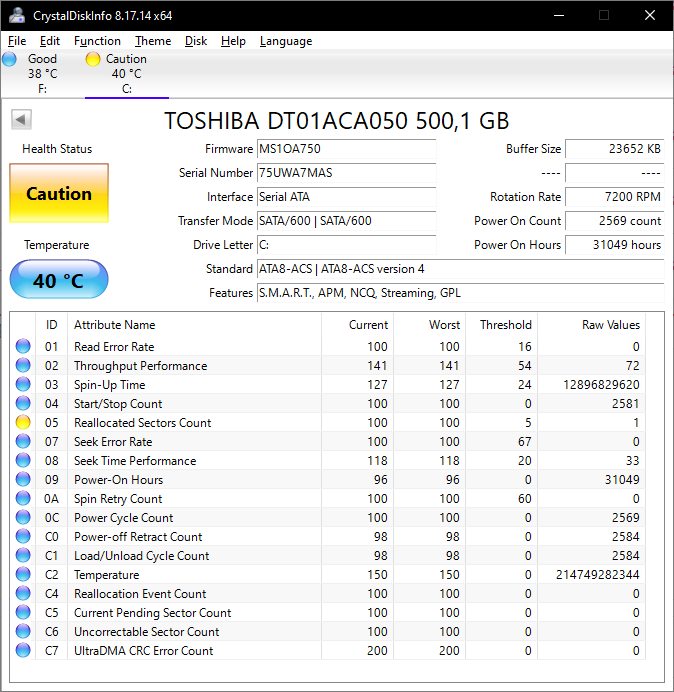 CrystalDiskInfo 8.17.14 x64
File Edit Function Theme Disk Help Language
Good Caution
38 °C 40 °C
F: C:
TOSHIBA DT01ACA050 500,1 GB
Health Status Firmware MS1OA750 Buffer Size 23652 KB
Serial Number 75UWA7MAS ---- ----
Caution Interface Serial ATA Rotation Rate 7200 RPM
Transfer Mode SATA/600 | SATA/600 Power On Count 2569 count
Temperature Drive Letter C: Power On Hours 31049 hours
40 °C Standard ATA8-ACS | ATA8-ACS version 4
Features S.M.A.R.T., APM, NCQ, Streaming, GPL
ID Attribute Name Current Worst Threshold Raw Values
01 Read Error Rate 100 100 16 0
02 Throughput Performance 141 141 54 72
03 Spin-Up Time 127 127 24 12896829620
04 Start/Stop Count 100 100 0 2581
05 Reallocated Sectors Count 100 100 5 1
07 Seek Error Rate 100 100 67 0
08 Seek Time Performance 118 118 20 33
09 Power-On Hours 96 96 0 31049
0A Spin Retry Count 100 100 60 0
0C Power Cycle Count 100 100 0 2569
C0 Power-off Retract Count 98 98 0 2584
C1 Load/Unload Cycle Count 98 98 0 2584
C2 Temperature 150 150 0 214749282344
C4 Reallocation Event Count 100 100 0 0
C5 Current Pending Sector Count 100 100 0 0
C6 Uncorrectable Sector Count 100 100 0 0
C7 UltraDMA CRC Error Count 200 200 0 0